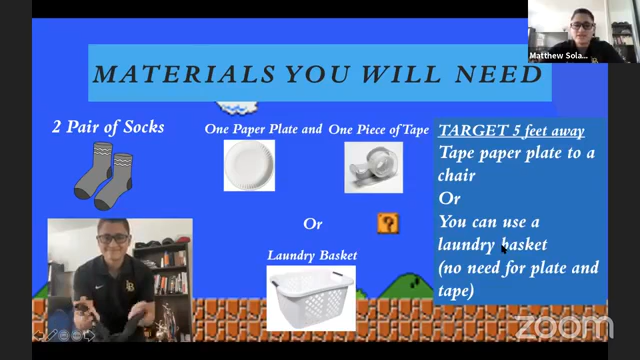 Matthew Sola...
MATERIALS YOU WILL NEED
2 Pair of Socks
One Paper Plate and
One Piece of Tape
Or
Laundry Basket
TARGET 5 feet away
Tape paper plate to a
chair
Or
You can use a
laundry basket
(no need for plate and
tape)
?
zoom